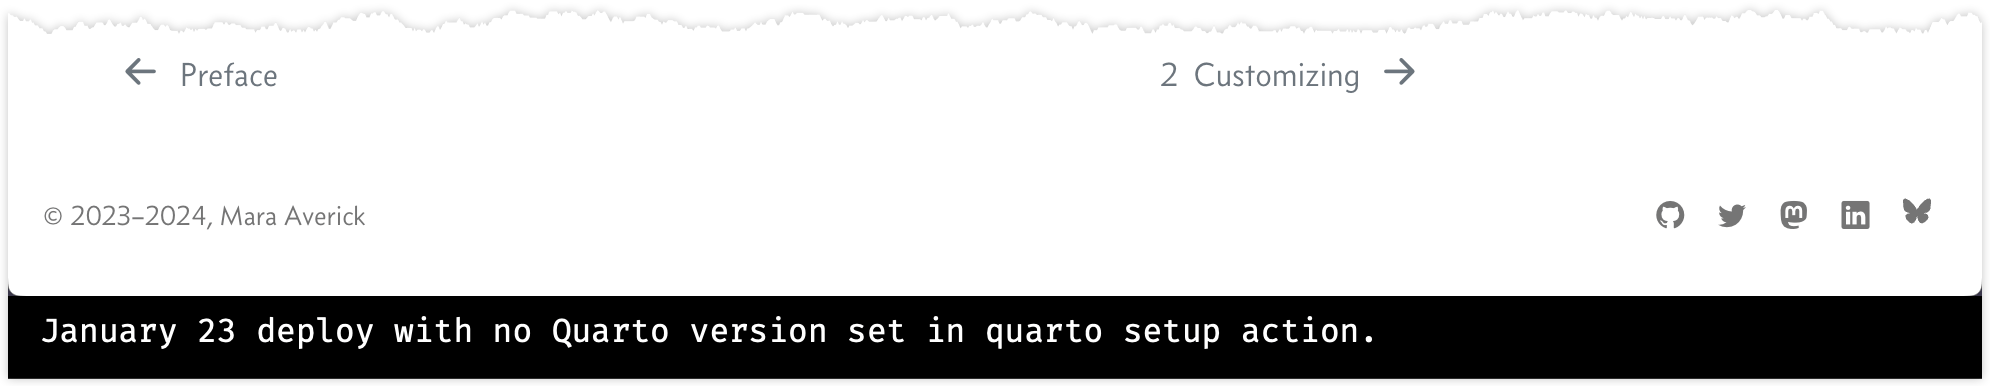 ← Preface
2 Customizing →
© 2023–2024, Mara Averick
January 23 deploy with no Quarto version set in quarto setup action.